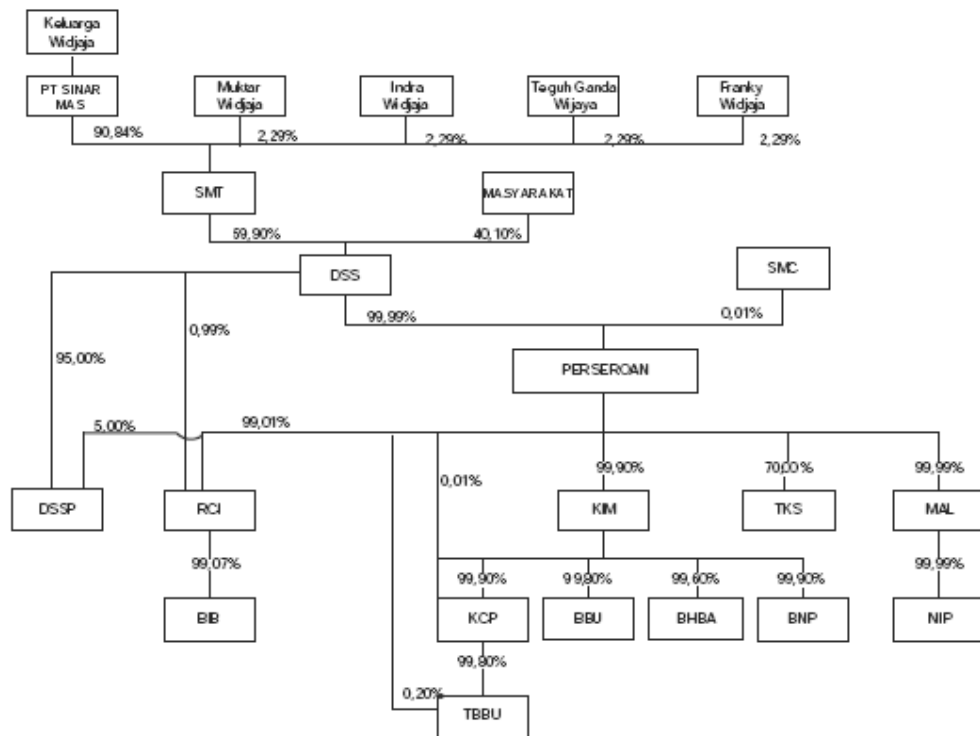 Keluarga
Widjaja
PT SINAR
MAS
Muktar
Widjaja
Indra
Widjaja
Teguh Ganda
Wijaya
Franky
Widjaja
90,84%
2,29%
2,29%
2,29%
2,29%
SMT
MASYARAKAT
59,90%
40,10%
DSS
SMC
99,99%
0,01%
0,99%
95,00%
PERSEROAN
5,00%
99,01%
0,01%
99,90%
70,00%
99,99%
DSSP
RCI
KIM
TKS
MAL
99,07%
99,90%
99,80%
99,60%
99,90%
99,99%
BIB
KCP
BBU
BHBA
BNP
NIP
99,80%
0,20%
TBBU